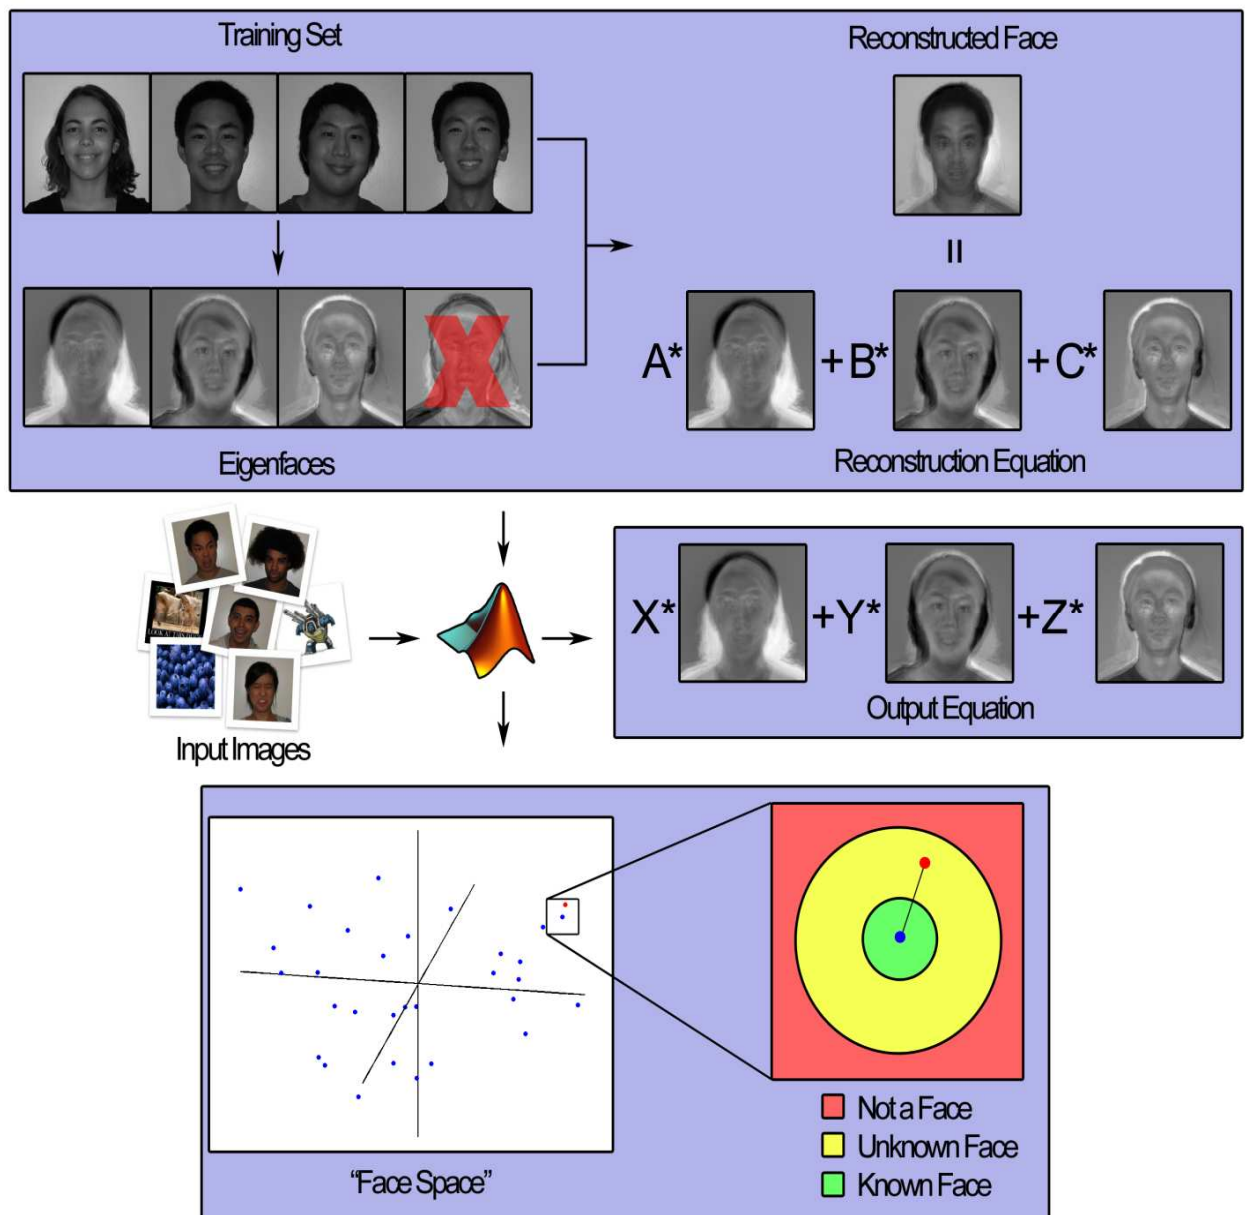 Training Set
Reconstructed Face
=
A* + B* + C*
Eigenfaces
Reconstruction Equation
X* + Y* + Z*
Output Equation
Input Images
"Face Space"
Not a Face
Unknown Face
Known Face